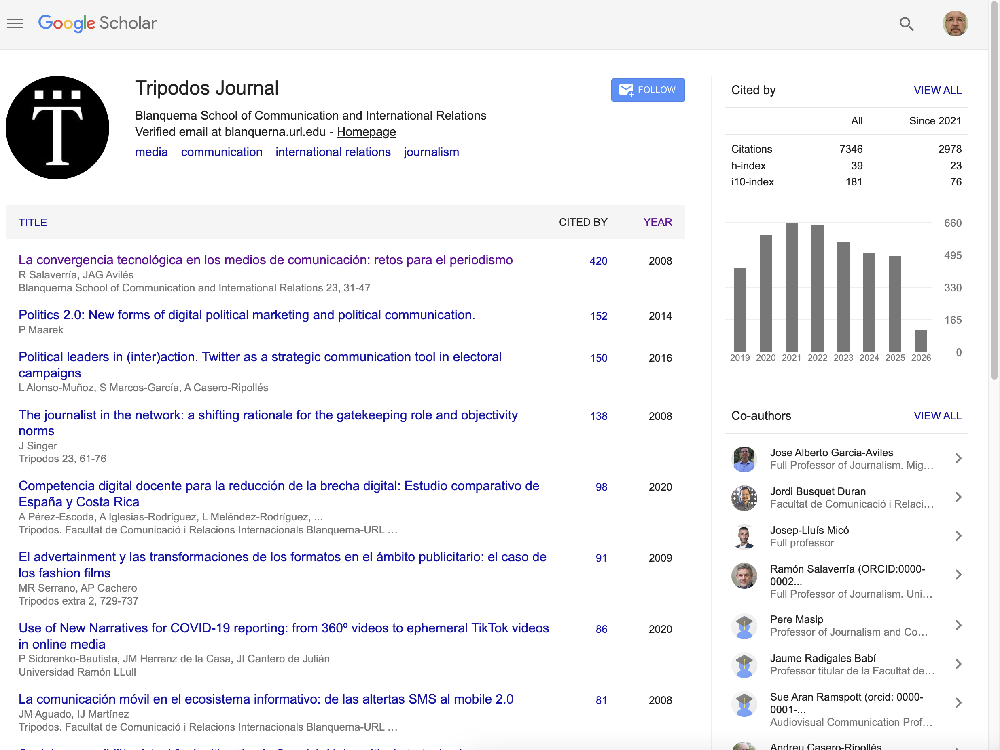 Google Scholar
Tripodos Journal
FOLLOW
Blanquerna School of Communication and International Relations
Verified email at blanquerna.url.edu - Homepage
media communication international relations journalism
TITLE CITED BY YEAR
La convergencia tecnológica en los medios de comunicación: retos para el periodismo 420 2008
R Salaverría, JAG Avilés
Blanquerna School of Communication and International Relations 23, 31-47
Politics 2.0: New forms of digital political marketing and political communication. 152 2014
P Maarek
Political leaders in (inter)action. Twitter as a strategic communication tool in electoral 150 2016
campaigns
L Alonso-Muñoz, S Marcos-García, A Casero-Ripollés
The journalist in the network: a shifting rationale for the gatekeeping role and objectivity 138 2008
norms
J Singer
Tripodos 23, 61-76
Competencia digital docente para la reducción de la brecha digital: Estudio comparativo de 98 2020
España y Costa Rica
A Pérez-Escoda, A Iglesias-Rodríguez, L Meléndez-Rodríguez, ...
Tripodos. Facultat de Comunicació i Relacions Internacionals Blanquerna-URL …
El advertainment y las transformaciones de los formatos en el ámbito publicitario: el caso de 91 2009
los fashion films
MR Serrano, AP Cachero
Tripodos extra 2, 729-737
Use of New Narratives for COVID-19 reporting: from 360º videos to ephemeral TikTok videos 86 2020
in online media
P Sidorenko-Bautista, JM Herranz de la Casa, JI Cantero de Julián
Universidad Ramón LLull
La comunicación móvil en el ecosistema informativo: de las altertas SMS al mobile 2.0 81 2008
JM Aguado, IJ Martínez
Tripodos. Facultat de Comunicació i Relacions Internacionals Blanquerna-URL …
Cited by VIEW ALL
All Since 2021
Citations 7346 2978
h-index 39 23
i10-index 181 76
660
495
330
165
0
2019 2020 2021 2022 2023 2024 2025 2026
Co-authors VIEW ALL
Jose Alberto Garcia-Aviles
Full Professor of Journalism. Mig…
Jordi Busquet Duran
Facultat de Comunicació i Relaci…
Josep-Lluís Micó
Full professor
Ramón Salaverría (ORCID:0000-
0002...
Full Professor of Journalism. Uni…
Pere Masip
Professor of Journalism and Co…
Jaume Radigales Babí
Professor titular de la Facultat de…
Sue Aran Ramspott (orcid: 0000-
0001-...
Audiovisual Communication Prof…
Andreu Casero-Ripollés